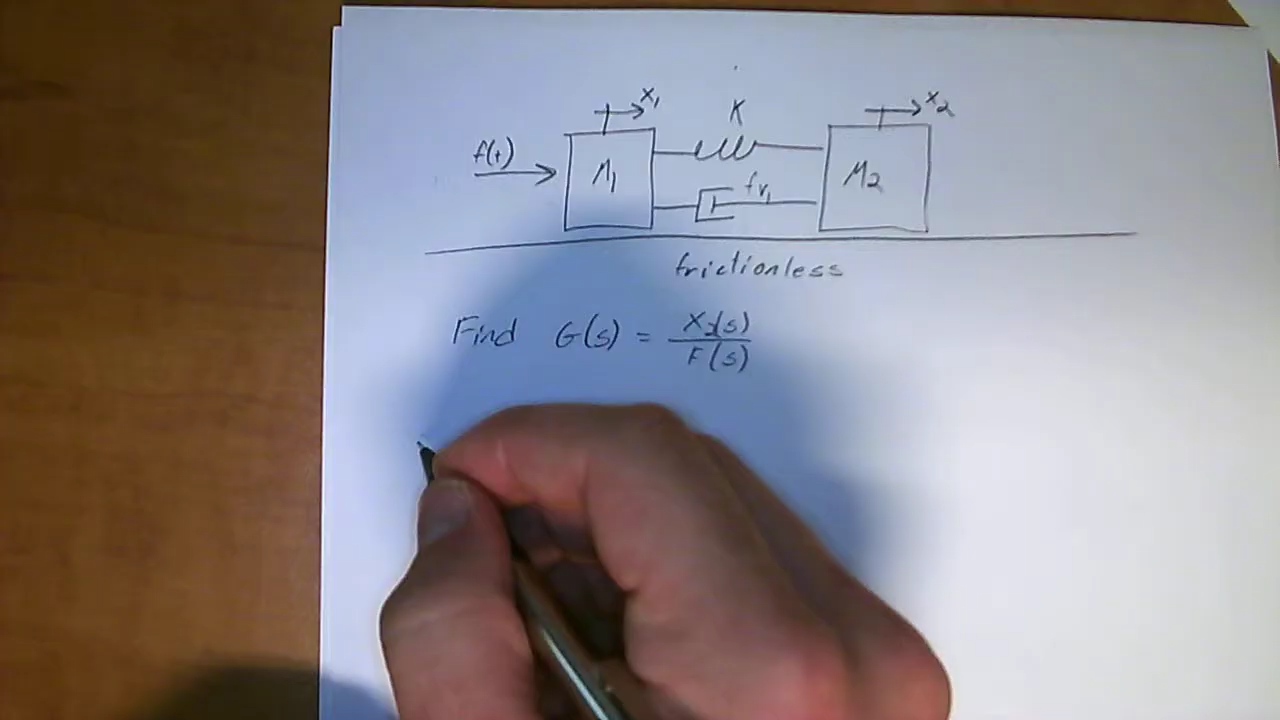 x₁ K x₂
f(t) M₁ fv₁ M₂
frictionless
Find G(s) = X₂(s) / F(s)